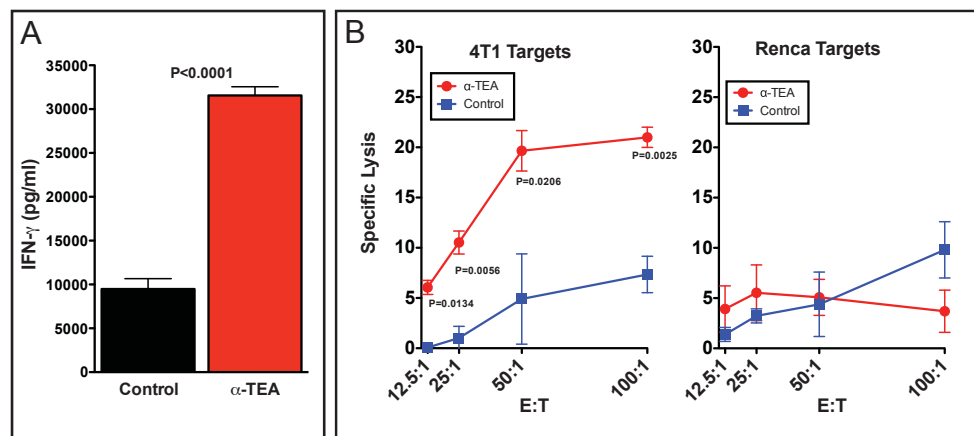 A
P<0.0001
IFN-γ (pg/ml)
35000
30000
25000
20000
15000
10000
5000
0
Control
α-TEA
B
4T1 Targets
α-TEA
Control
Specific Lysis
30
25
20
15
10
5
0
P=0.0134
P=0.0056
P=0.0206
P=0.0025
12.5:1
25:1
50:1
100:1
E:T
Renca Targets
α-TEA
Control
30
25
20
15
10
5
0
12.5:1
25:1
50:1
100:1
E:T